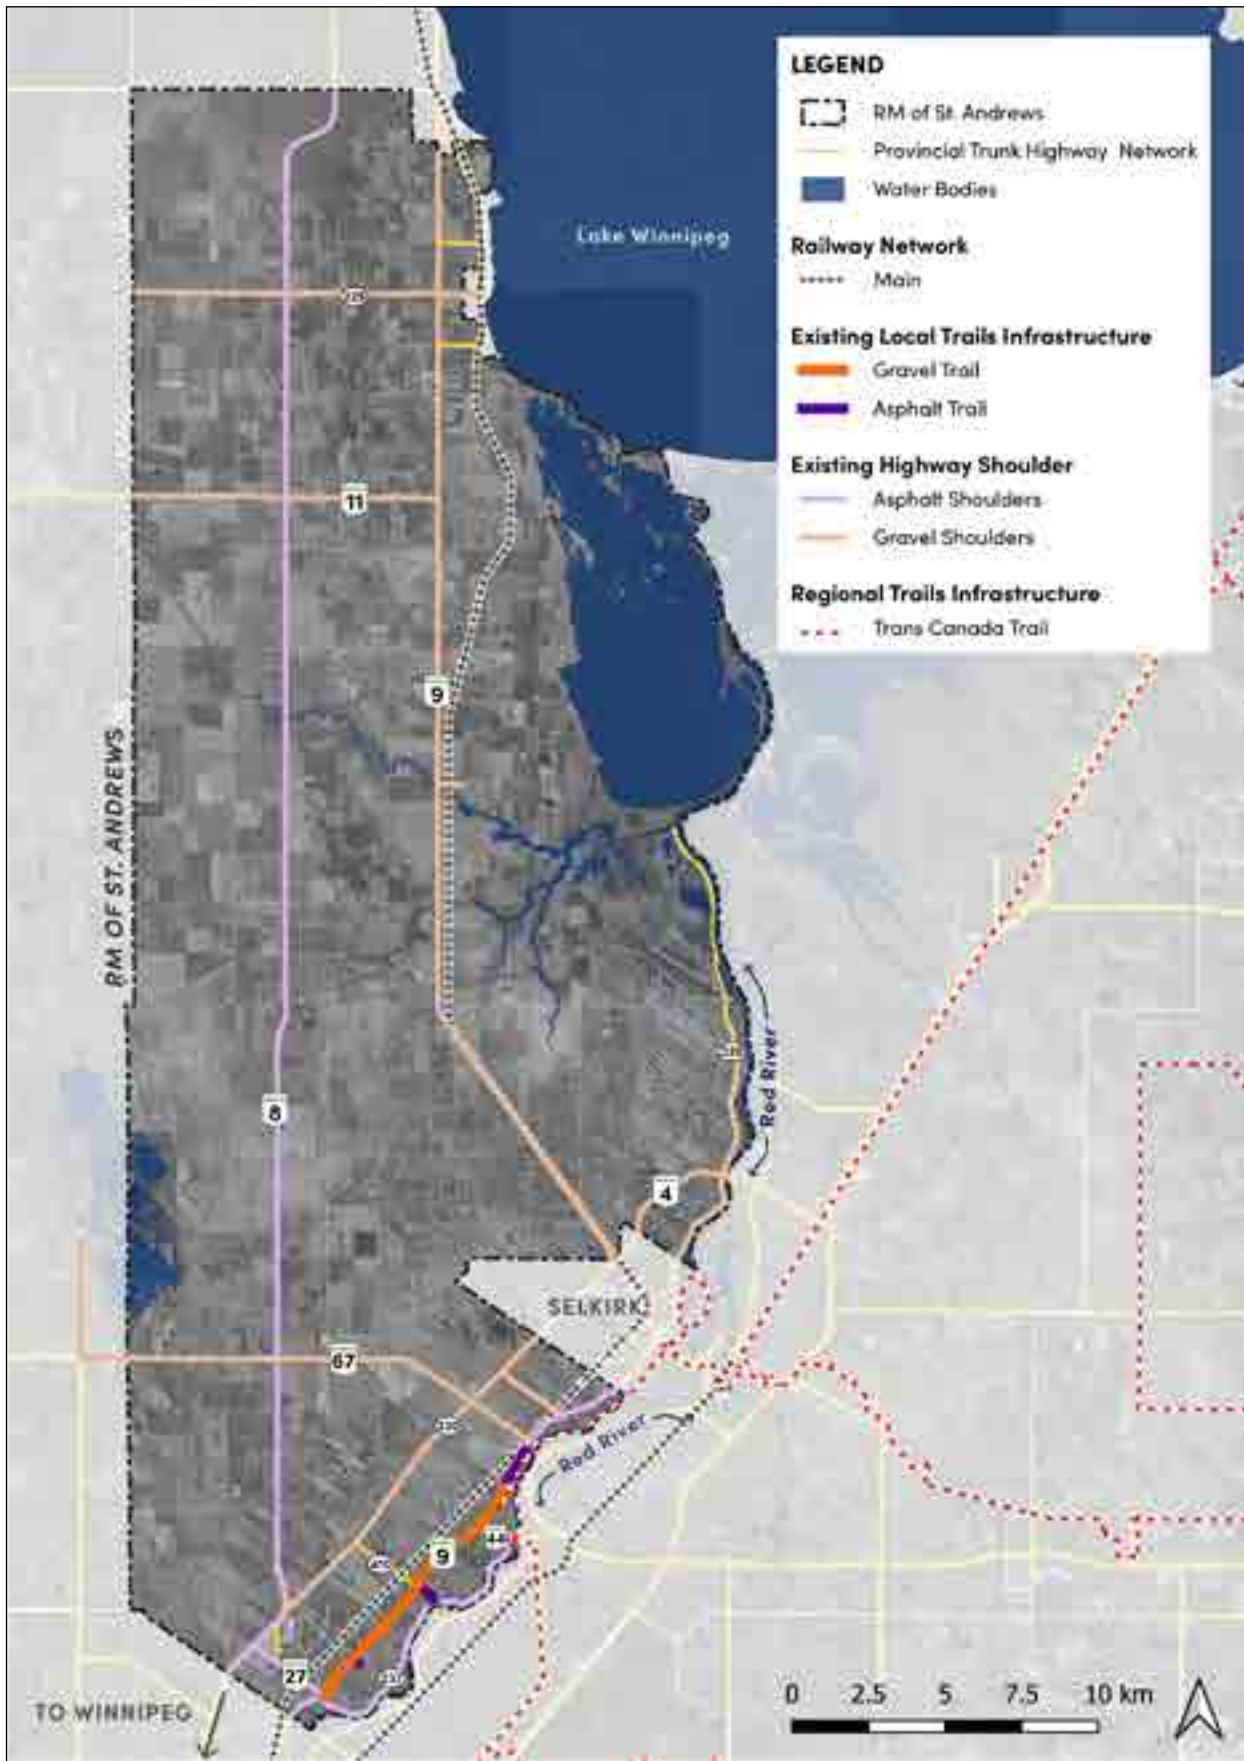 LEGEND
RM of St. Andrews
Provincial Trunk Highway Network
Water Bodies
Railway Network
Main
Existing Local Trails Infrastructure
Gravel Trail
Asphalt Trail
Existing Highway Shoulder
Asphalt Shoulders
Gravel Shoulders
Regional Trails Infrastructure
Trans Canada Trail
Lake Winnipeg
11
9
RM OF ST. ANDREWS
Red River
8
4
SELKIRK
67
Red River
44
9
27
TO WINNIPEG
0 2.5 5 7.5 10 km